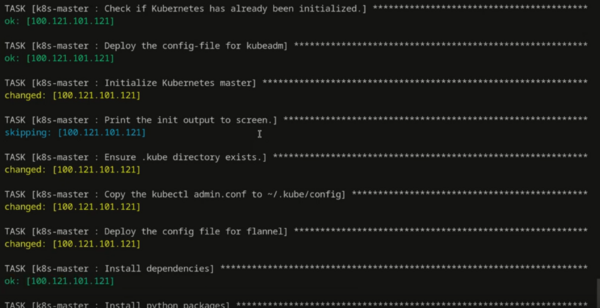 TASK [k8s-master : Check if Kubernetes has already been initialized.] *******************************************
ok: [100.121.101.121]
TASK [k8s-master : Deploy the config-file for kubeadm] **********************************************************
ok: [100.121.101.121]
TASK [k8s-master : Initialize Kubernetes master] ****************************************************************
changed: [100.121.101.121]
TASK [k8s-master : Print the init output to screen.] ************************************************************
skipping: [100.121.101.121]
TASK [k8s-master : Ensure .kube directory exists.] **************************************************************
changed: [100.121.101.121]
TASK [k8s-master : Copy the kubectl admin.conf to ~/.kube/config] ***********************************************
changed: [100.121.101.121]
TASK [k8s-master : Deploy the config file for flannel] **********************************************************
changed: [100.121.101.121]
TASK [k8s-master : Install dependencies] ************************************************************************
ok: [100.121.101.121]
TASK [k8s-master : Install python packages] *********************************************************************